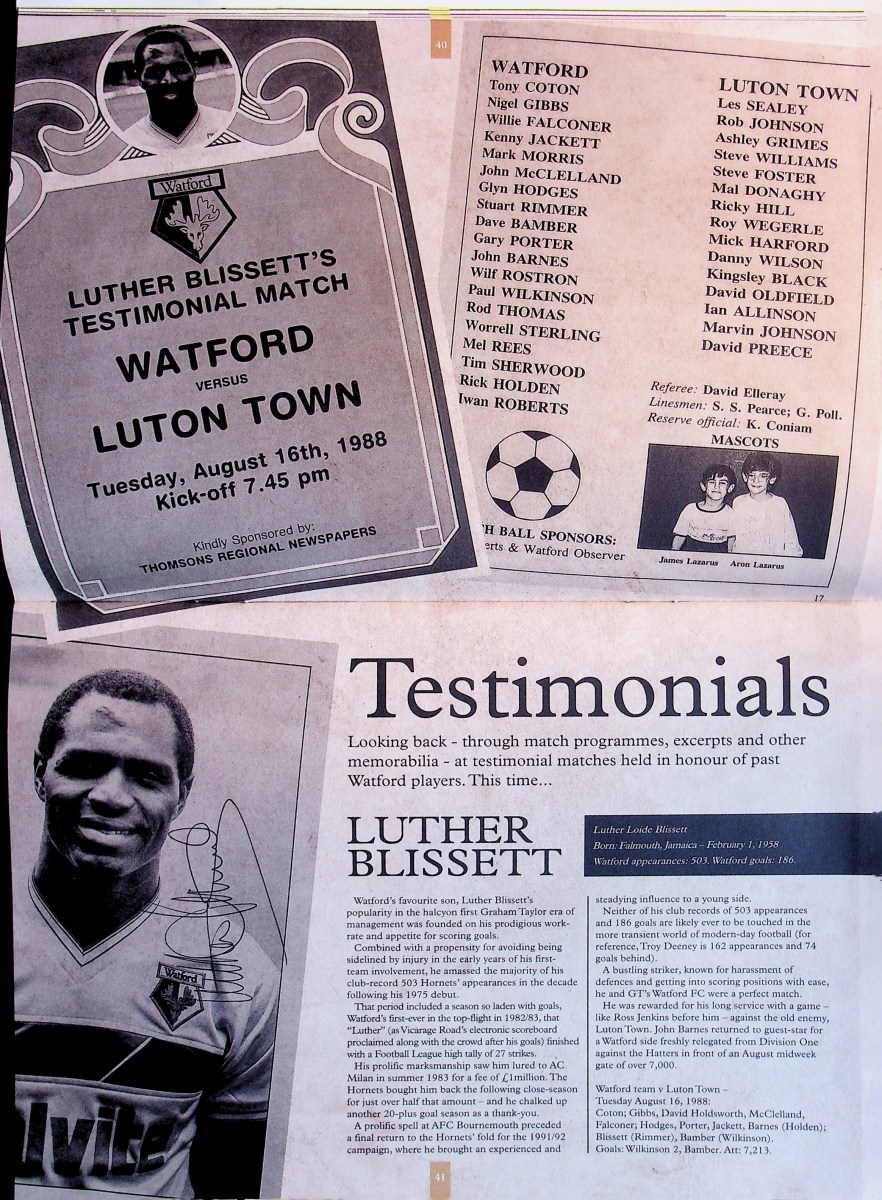 40
Watford
LUTHER BLISSETT'S
TESTIMONIAL MATCH
WATFORD
VERSUS
LUTON TOWN
Tuesday, August 16th, 1988
Kick-off 7.45 pm
Kindly Sponsored by:
THOMSONS REGIONAL NEWSPAPERS
WATFORD
Tony COTON
Nigel GIBBS
Willie FALCONER
Kenny JACKETT
Mark MORRIS
John McCLELLAND
Glyn HODGES
Stuart RIMMER
Dave BAMBER
Gary PORTER
John BARNES
Wilf ROSTRON
Paul WILKINSON
Rod THOMAS
Worrell STERLING
Mel REES
Tim SHERWOOD
Rick HOLDEN
Iwan ROBERTS
LUTON TOWN
Les SEALEY
Rob JOHNSON
Ashley GRIMES
Steve WILLIAMS
Steve FOSTER
Mal DONAGHY
Ricky HILL
Roy WEGERLE
Mick HARFORD
Danny WILSON
Kingsley BLACK
David OLDFIELD
Ian ALLINSON
Marvin JOHNSON
David PREECE
Referee: David Elleray
Linesmen: S. S. Pearce; G. Poll.
Reserve official: K. Coniam
MASCOTS
James Lazarus Aron Lazarus
H BALL SPONSORS:
erts & Watford Observer
17
Testimonials
Looking back - through match programmes, excerpts and other
memorabilia - at testimonial matches held in honour of past
Watford players. This time...
LUTHER
BLISSETT
Luther Loide Blissett
Born: Falmouth, Jamaica – February 1, 1958
Watford appearances: 503. Watford goals: 186.
Watford's favourite son, Luther Blissett's
popularity in the halcyon first Graham Taylor era of
management was founded on his prodigious work-
rate and appetite for scoring goals.
Combined with a propensity for avoiding being
sidelined by injury in the early years of his first-
team involvement, he amassed the majority of his
club-record 503 Hornets' appearances in the decade
following his 1975 debut.
That period included a season so laden with goals,
Watford's first-ever in the top-flight in 1982/83, that
"Luther" (as Vicarage Road's electronic scoreboard
proclaimed along with the crowd after his goals) finished
with a Football League high tally of 27 strikes.
His prolific marksmanship saw him lured to AC
Milan in summer 1983 for a fee of £1million. The
Hornets bought him back the following close-season
for just over half that amount – and he chalked up
another 20-plus goal season as a thank-you.
A prolific spell at AFC Bournemouth preceded
a final return to the Hornets' fold for the 1991/92
campaign, where he brought an experienced and
steadying influence to a young side.
Neither of his club records of 503 appearances
and 186 goals are likely ever to be touched in the
more transient world of modern-day football (for
reference, Troy Deeney is 162 appearances and 74
goals behind).
A bustling striker, known for harassment of
defences and getting into scoring positions with ease,
he and GT's Watford FC were a perfect match.
He was rewarded for his long service with a game –
like Ross Jenkins before him – against the old enemy,
Luton Town. John Barnes returned to guest-star for
a Watford side freshly relegated from Division One
against the Hatters in front of an August midweek
gate of over 7,000.
Watford team v Luton Town –
Tuesday August 16, 1988:
Coton; Gibbs, David Holdsworth, McClelland,
Falconer; Hodges, Porter, Jackett, Barnes (Holden);
Blissett (Rimmer), Bamber (Wilkinson).
Goals: Wilkinson 2, Bamber. Att: 7,213.
Watford
lvite
41